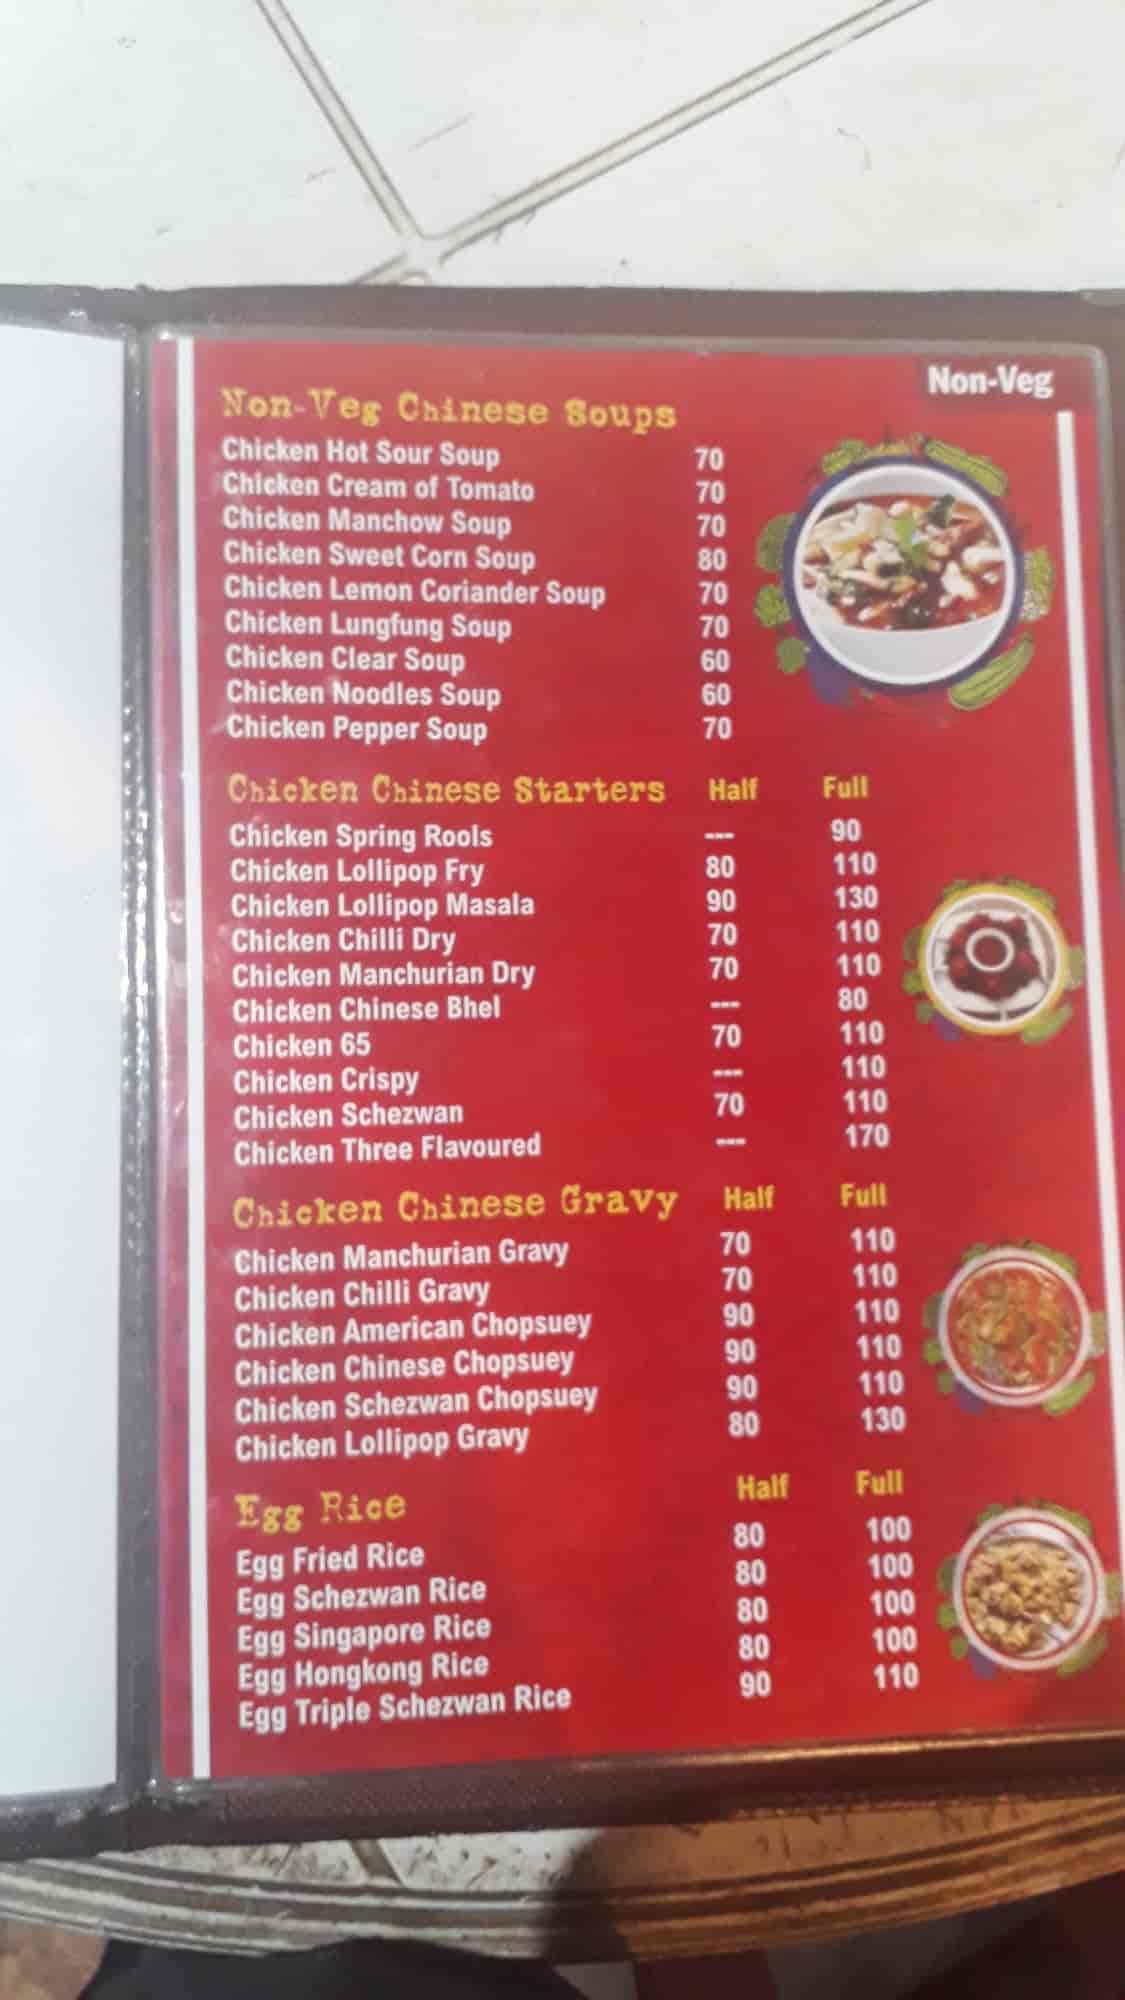 Non-Veg
Non-Veg Chinese Soups
Chicken Hot Sour Soup 70
Chicken Cream of Tomato 70
Chicken Manchow Soup 70
Chicken Sweet Corn Soup 80
Chicken Lemon Coriander Soup 70
Chicken Lungfung Soup 70
Chicken Clear Soup 60
Chicken Noodles Soup 60
Chicken Pepper Soup 70
Chicken Chinese Starters Half Full
Chicken Spring Rools --- 90
Chicken Lollipop Fry 80 110
Chicken Lollipop Masala 90 130
Chicken Chilli Dry 70 110
Chicken Manchurian Dry 70 110
Chicken Chinese Bhel --- 80
Chicken 65 70 110
Chicken Crispy --- 110
Chicken Schezwan 70 110
Chicken Three Flavoured --- 170
Chicken Chinese Gravy Half Full
Chicken Manchurian Gravy 70 110
Chicken Chilli Gravy 70 110
Chicken American Chopsuey 90 110
Chicken Chinese Chopsuey 90 110
Chicken Schezwan Chopsuey 90 110
Chicken Lollipop Gravy 80 130
Egg Rice Half Full
Egg Fried Rice 80 100
Egg Schezwan Rice 80 100
Egg Singapore Rice 80 100
Egg Hongkong Rice 80 100
Egg Triple Schezwan Rice 90 110